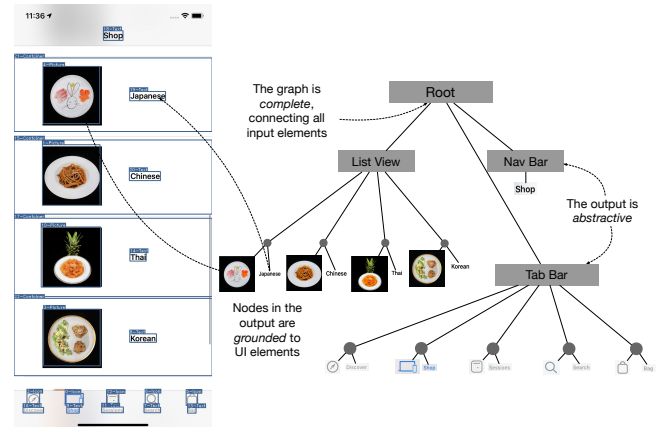 11:36
Shop
Japanese
Chinese
Thai
Korean
The graph is
complete,
connecting all
input elements
Root
List View
Nav Bar
Shop
The output is
abstractive
Japanese
Chinese
Thai
Korean
Tab Bar
Nodes in the
output are
grounded to
UI elements
Discover
Shop
Sessions
Search
Bag